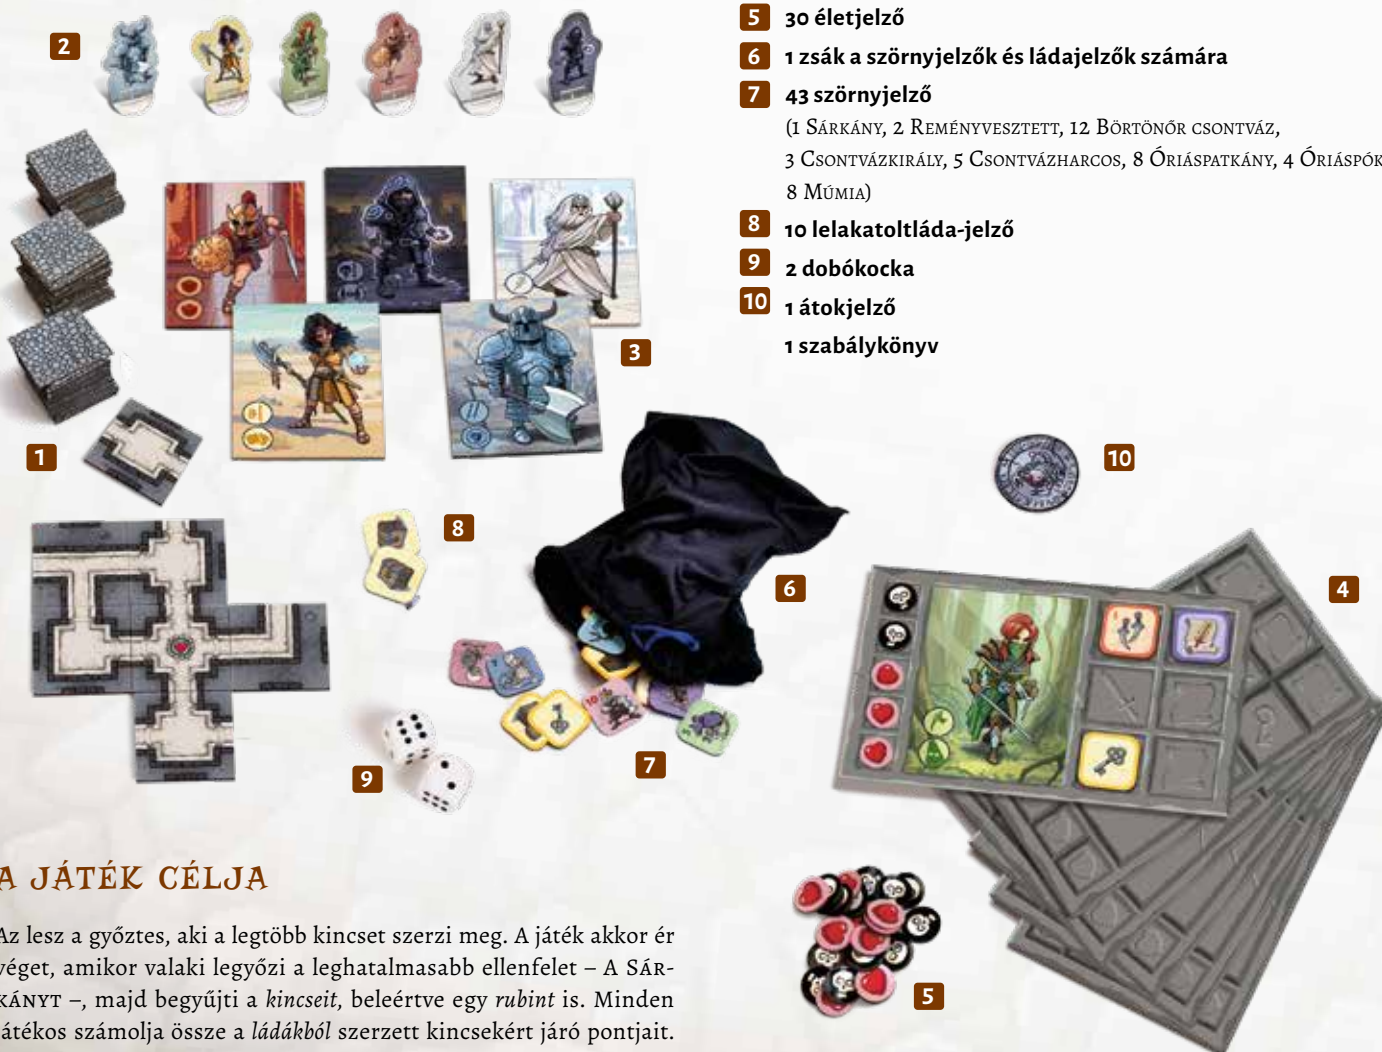 2
5 30 életjelző
6 1 zsák a szörnyjelzők és ládajelzők számára
7 43 szörnyjelző
(1 Sárkány, 2 Reményvesztett, 12 Börtönőr csontváz,
3 Csontvázkirály, 5 Csontvázharcos, 8 Óriáspatkány, 4 Óriáspók
8 Múmia)
8 10 lelakatoltláda-jelző
9 2 dobókocka
10 1 átokjelző
1 szabálykönyv
3
1
10
8
6
4
7
9
5
A JÁTÉK CÉLJA
Az lesz a győztes, aki a legtöbb kincset szerzi meg. A játék akkor ér
véget, amikor valaki legyőzi a leghatalmasabb ellenfelet – A Sár-
kányt –, majd begyűjti a kincseit, beleértve egy rubint is. Minden
játékos számolja össze a ládákból szerzett kincsekért járó pontjait.